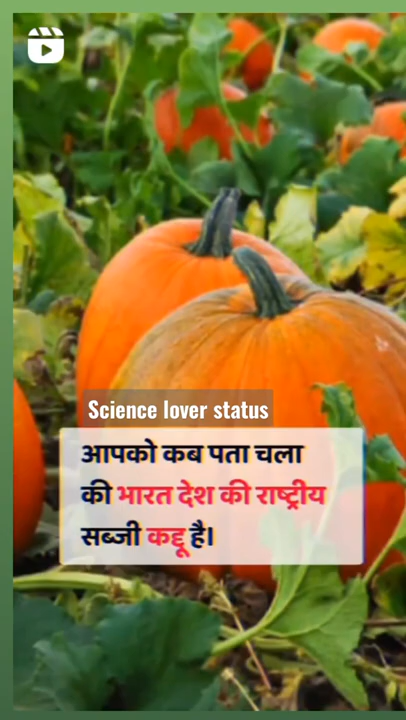 Science lover status
आपको कब पता चला
की भारत देश की राष्ट्रीय
सब्जी कद्दू है।